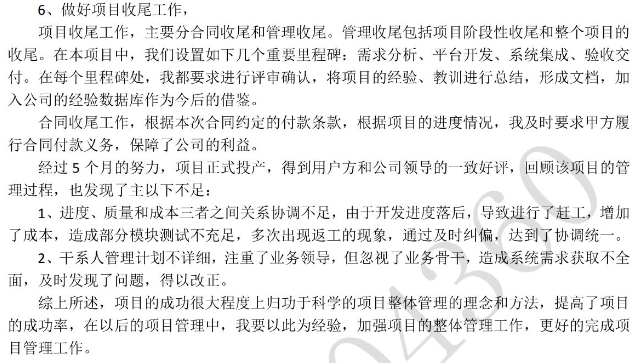 6、做好项目收尾工作，
项目收尾工作，主要分合同收尾和管理收尾。管理收尾包括项目阶段性收尾和整个项目的
收尾。在本项目中，我们设置如下几个重要里程碑：需求分析、平台开发、系统集成、验收交
付。在每个里程碑处，我都要求进行评审确认，将项目的经验、教训进行总结，形成文档，加
入公司的经验数据库作为今后的借鉴。
合同收尾工作，根据本次合同约定的付款条款，根据项目的进度情况，我及时要求甲方履
行合同付款义务，保障了公司的利益。
经过 5 个月的努力，项目正式投产，得到用户方和公司领导的一致好评，回顾该项目的管
理过程，也发现了主以下不足：
1、进度、质量和成本三者之间关系协调不足，由于开发进度落后，导致进行了赶工，增加
了成本，造成部分模块测试不充足，多次出现返工的现象，通过及时纠偏，达到了协调统一。
2、干系人管理计划不详细，注重了业务领导，但忽视了业务骨干，造成系统需求获取不全
面，及时发现了问题，得以改正。
综上所述，项目的成功很大程度上归功于科学的项目整体管理的理念和方法，提高了项目
的成功率，在以后的项目管理中，我要以此为经验，加强项目的整体管理工作，更好的完成项
目管理工作。
04360